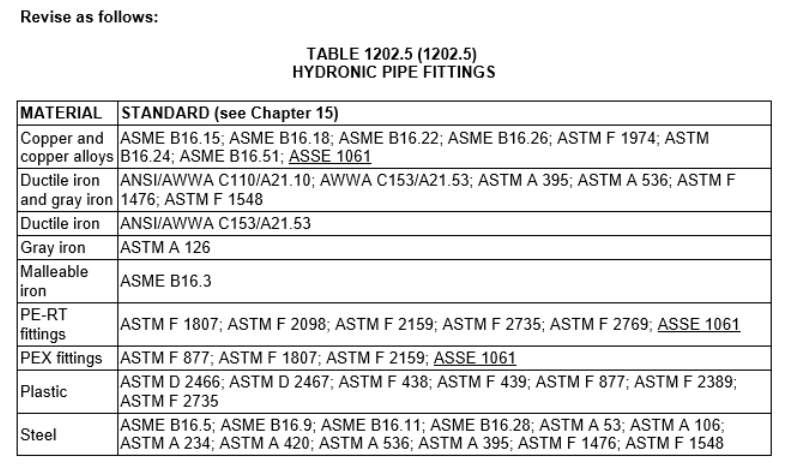 Revise as follows:
TABLE 1202.5 (1202.5)
HYDRONIC PIPE FITTINGS
MATERIAL STANDARD (see Chapter 15)
Copper and copper alloys ASME B16.15; ASME B16.18; ASME B16.22; ASME B16.26; ASTM F 1974; ASTM
B16.24; ASME B16.51; ASSE 1061
Ductile iron and gray iron ANSI/AWWA C110/A21.10; AWWA C153/A21.53; ASTM A 395; ASTM A 536; ASTM F
1476; ASTM F 1548
Ductile iron ANSI/AWWA C153/A21.53
Gray iron ASTM A 126
Malleable
iron
ASME B16.3
PE-RT
fittings
ASTM F 1807; ASTM F 2098; ASTM F 2159; ASTM F 2735; ASTM F 2769; ASSE 1061
PEX fittings ASTM F 877; ASTM F 1807; ASTM F 2159; ASSE 1061
Plastic
ASTM D 2466; ASTM D 2467; ASTM F 438; ASTM F 439; ASTM F 877; ASTM F 2389;
ASTM F 2735
Steel
ASME B16.5; ASME B16.9; ASME B16.11; ASME B16.28; ASTM A 53; ASTM A 106;
ASTM A 234; ASTM A 420; ASTM A 536; ASTM A 395; ASTM F 1476; ASTM F 1548